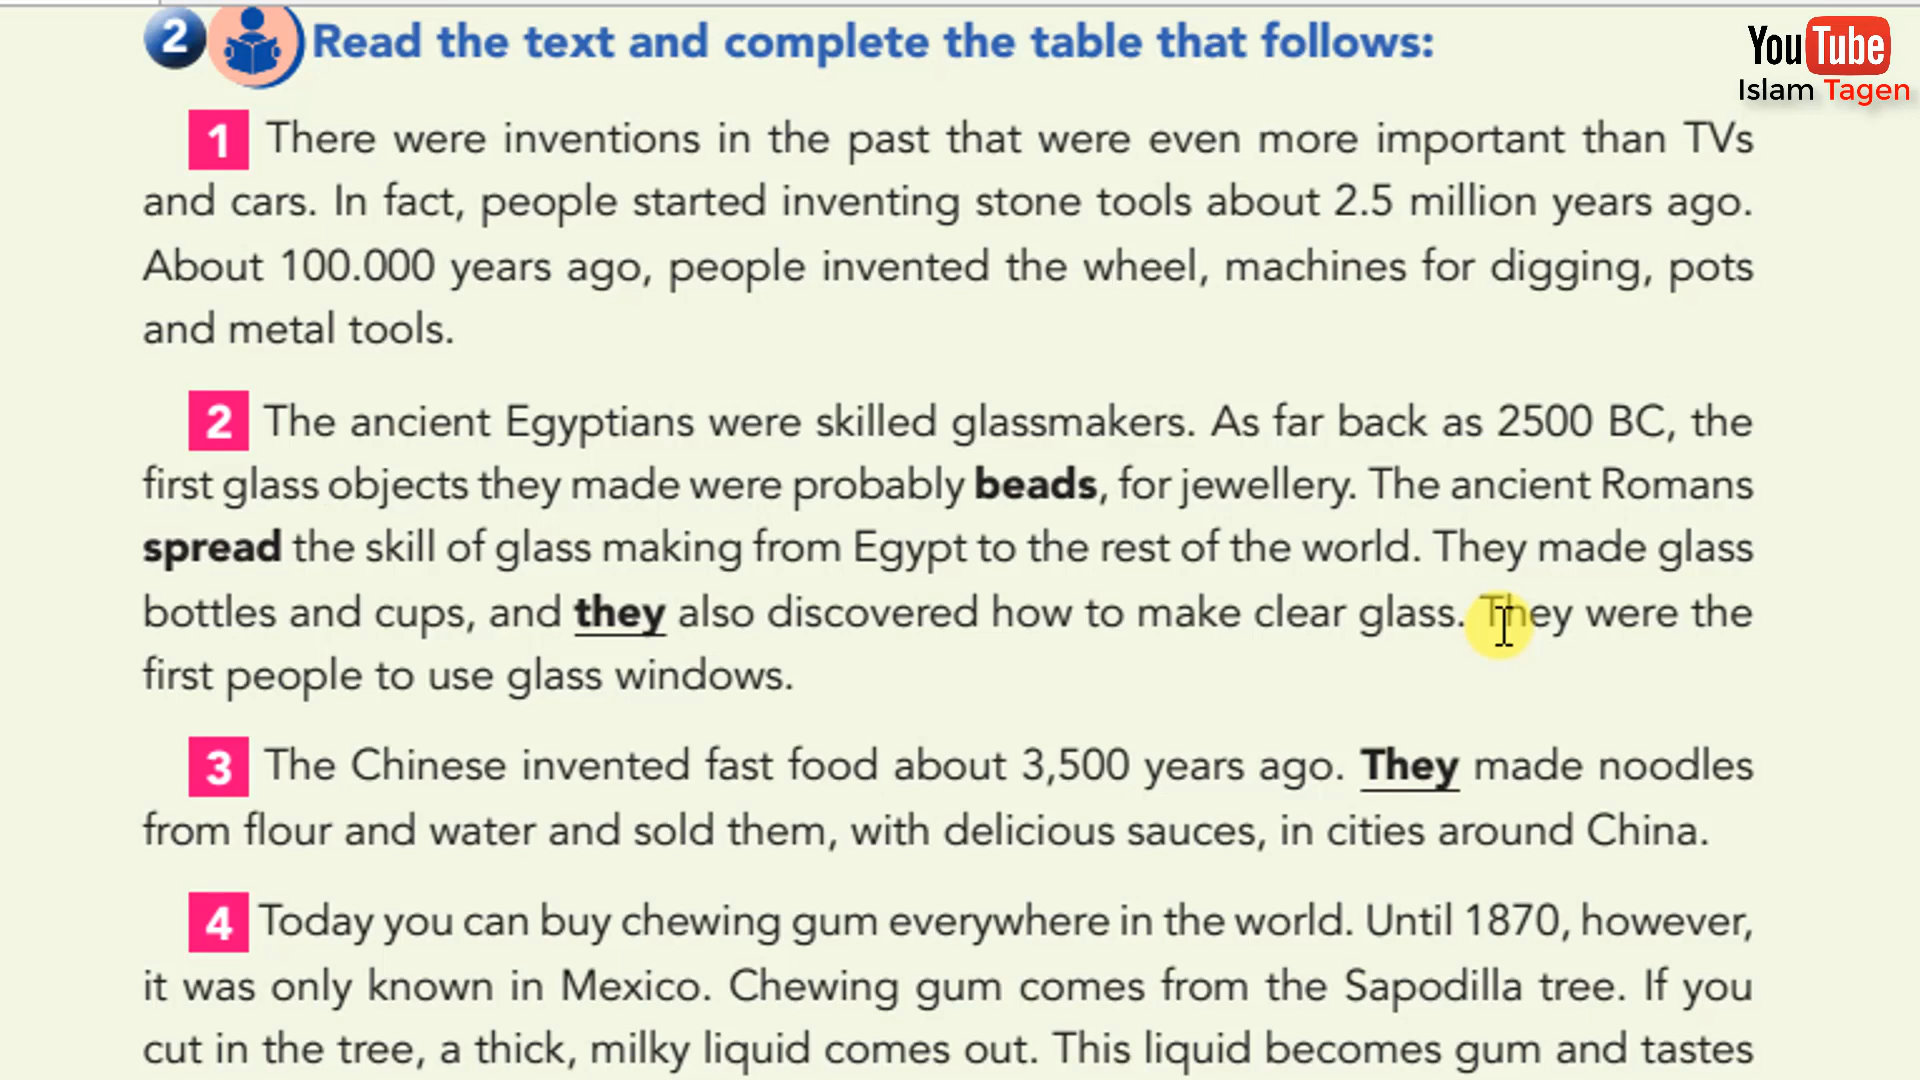 2 Read the text and complete the table that follows:
YouTube
Islam Tagen
1 There were inventions in the past that were even more important than TVs
and cars. In fact, people started inventing stone tools about 2.5 million years ago.
About 100.000 years ago, people invented the wheel, machines for digging, pots
and metal tools.
2 The ancient Egyptians were skilled glassmakers. As far back as 2500 BC, the
first glass objects they made were probably beads, for jewellery. The ancient Romans
spread the skill of glass making from Egypt to the rest of the world. They made glass
bottles and cups, and they also discovered how to make clear glass. They were the
first people to use glass windows.
3 The Chinese invented fast food about 3,500 years ago. They made noodles
from flour and water and sold them, with delicious sauces, in cities around China.
4 Today you can buy chewing gum everywhere in the world. Until 1870, however,
it was only known in Mexico. Chewing gum comes from the Sapodilla tree. If you
cut in the tree, a thick, milky liquid comes out. This liquid becomes gum and tastes